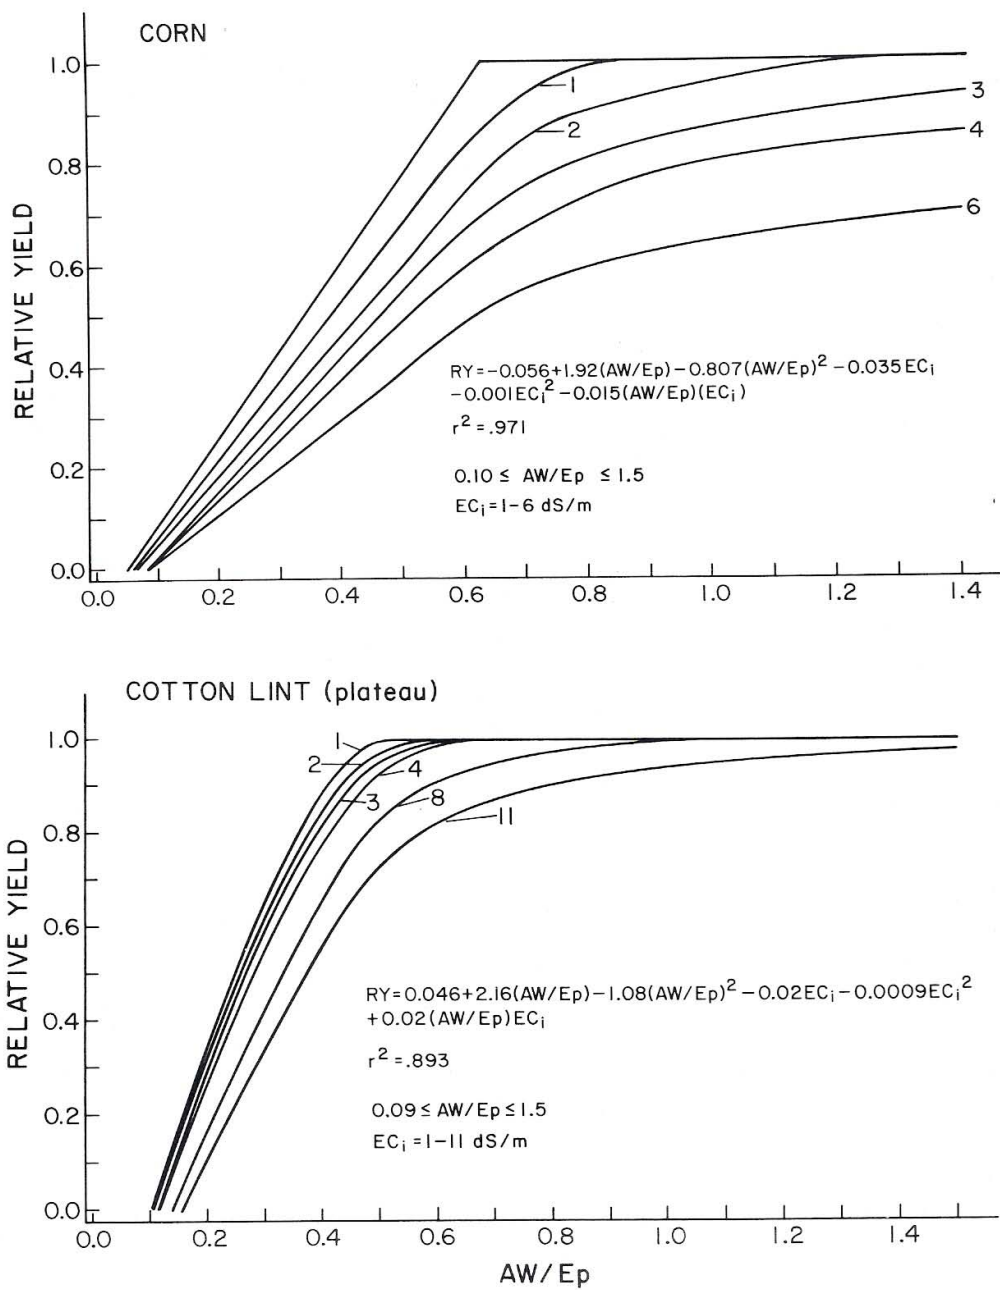 CORN
1.0
0.8
0.6
0.4
0.2
0.0
RELATIVE YIELD
1
2
3
4
6
RY=-0.056+1.92(AW/Ep)-0.807(AW/Ep)² -0.035ECi
-0.001ECi² -0.015(AW/Ep)(ECi)
r² =.971
0.10 ≤ AW/Ep ≤ 1.5
ECi=1-6 dS/m
0.0 0.2 0.4 0.6 0.8 1.0 1.2 1.4
COTTON LINT (plateau)
1.0
0.8
0.6
0.4
0.2
0.0
RELATIVE YIELD
1
2
3
4
8
11
RY=0.046+2.16(AW/Ep)-1.08(AW/Ep)² -0.02ECi-0.0009ECi²
+0.02(AW/Ep)ECi
r² =.893
0.09 ≤ AW/Ep ≤ 1.5
ECi =1-11 dS/m
0.0 0.2 0.4 0.6 0.8 1.0 1.2 1.4
AW/Ep